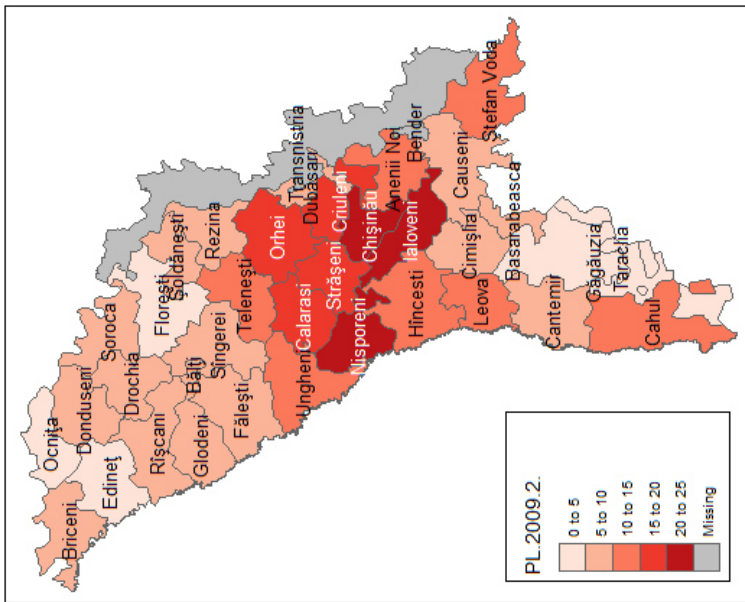 Briceni
Ocnița
Edineț
Donduseni
Soroca
Drochia
Rîșcani
Florești
Șoldănești
Bălți
Glodeni
Sîngerei
Rezina
Fălești
Telenești
Transnistria
Orhei
Dubasari
Ungheni
Calarasi
Criuleni
Strășeni
Chișinău
Anenii Noi
Nisporeni
Bender
Ialoveni
Hîncesti
Stefan Voda
Causeni
Cimișlia
Leova
Basarabeasca
Cantemir
Găgăuzia
Taraclia
Cahul
PL.2009.2.
0 to 5
5 to 10
10 to 15
15 to 20
20 to 25
Missing